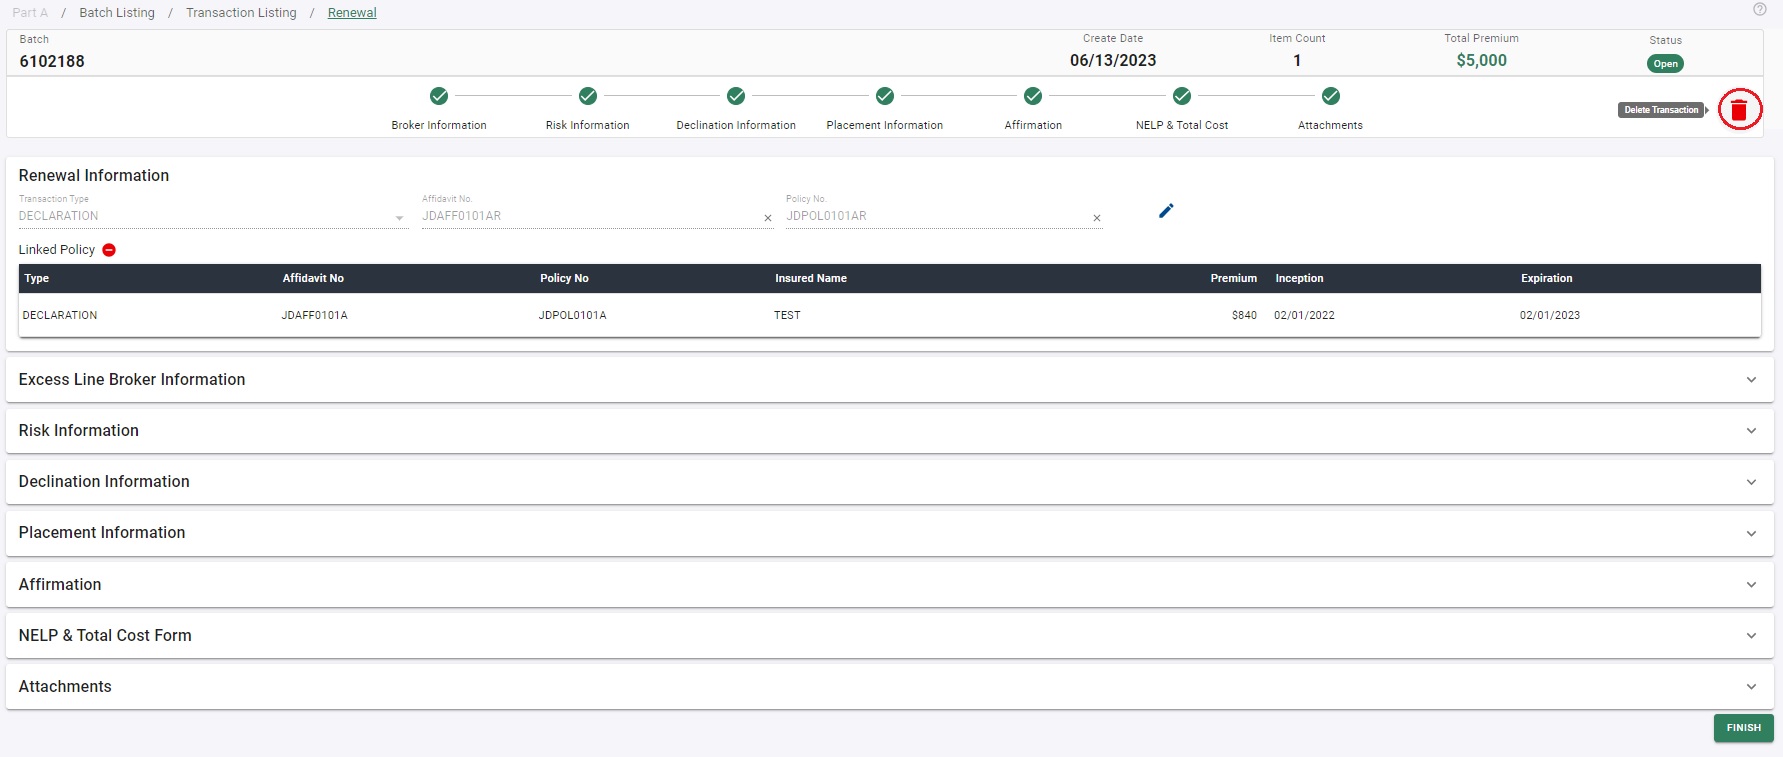 Part A / Batch Listing / Transaction Listing / Renewal
Batch Create Date Item Count Total Premium Status
6102188 06/13/2023 1 $5,000 Open
Broker Information Risk Information Declination Information Placement Information Affirmation NELP & Total Cost Attachments Delete Transaction
Renewal Information
Transaction Type Affidavit No. Policy No.
DECLARATION JDAFF0101AR JDPOL0101AR
Linked Policy
Type Affidavit No Policy No Insured Name Premium Inception Expiration
DECLARATION JDAFF0101A JDPOL0101A TEST $840 02/01/2022 02/01/2023
Excess Line Broker Information
Risk Information
Declination Information
Placement Information
Affirmation
NELP & Total Cost Form
Attachments
FINISH